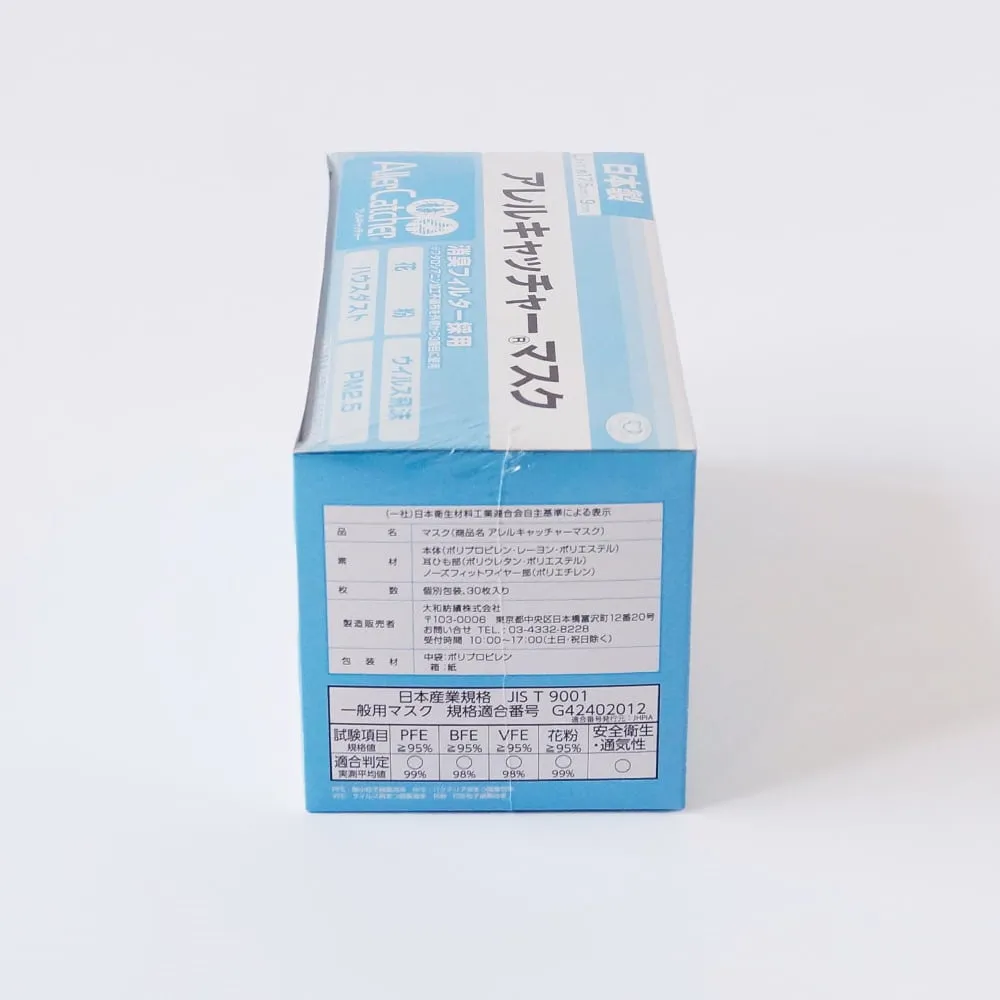 日本製
アレルキャッチャー®マスク
AllerCatcher
アレルキャッチャー
消臭フィルター採用
花粉
ウイルス飛沫
ハウスダスト
PM2.5
(一社)日本衛生材料工業連合会自主基準による表示
品名 マスク(商品名 アレルキャッチャーマスク)
素材 本体(ポリプロピレン・レーヨン・ポリエステル)
耳ひも部(ポリウレタン・ポリエステル)
ノーズフィットワイヤー部(ポリエチレン)
枚数 個別包装、30枚入り
製造販売者 大和紡績株式会社
〒103-0006 東京都中央区日本橋富沢町12番20号
お問い合せ TEL.:03-4332-8228
受付時間 10:00~17:00(土日・祝日除く)
包装材 中袋:ポリプロピレン
箱:紙
日本産業規格 JIS T 9001
一般用マスク 規格適合番号 G42402012
適合番号発行元:JHPIA
試験項目 PFE BFE VFE 花粉 安全衛生・通気性
規格値 ≧95% ≧95% ≧95% ≧95%
適合判定 ○ ○ ○ ○ ○
実測平均値 99% 98% 98% 99%